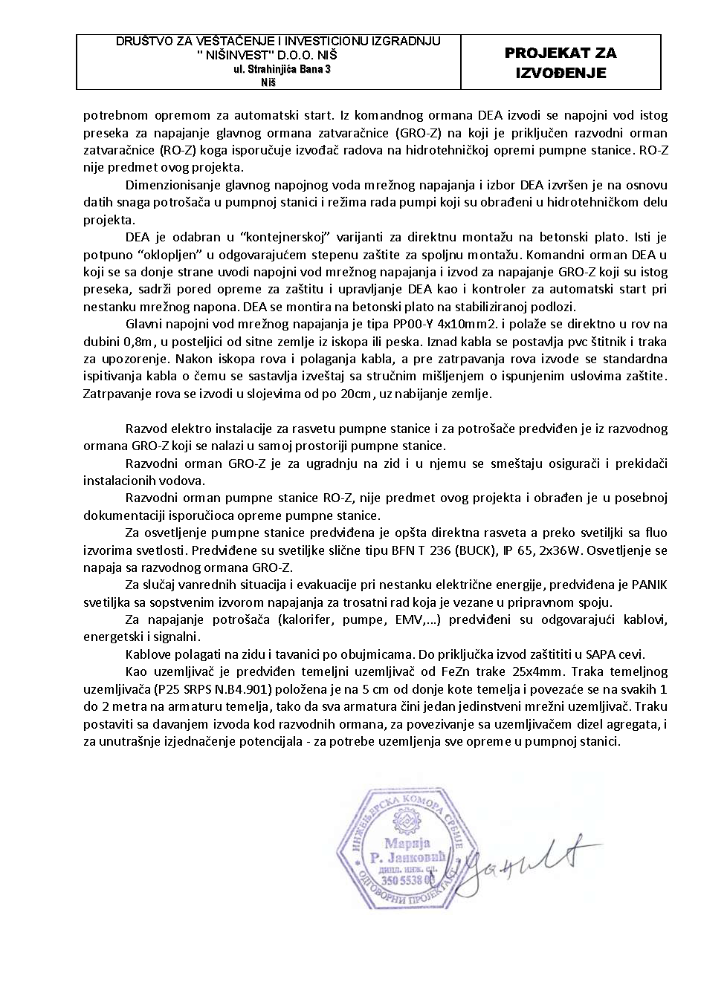 DRUŠTVO ZA VEŠTAČENJE I INVESTICIONU IZGRADNJU
" NIŠINVEST" D.O.O. NIŠ
ul. Strahinjića Bana 3
Niš
PROJEKAT ZA
IZVOĐENJE
potrebnom opremom za automatski start. Iz komandnog ormana DEA izvodi se napojni vod istog
preseka za napajanje glavnog ormana zatvaračnice (GRO-Z) na koji je priključen razvodni orman
zatvaračnice (RO-Z) koga isporučuje izvođač radova na hidrotehničkoj opremi pumpne stanice. RO-Z
nije predmet ovog projekta.
Dimenzionisanje glavnog napojnog voda mrežnog napajanja i izbor DEA izvršen je na osnovu
datih snaga potrošača u pumpnoj stanici i režima rada pumpi koji su obrađeni u hidrotehničkom delu
projekta.
DEA je odabran u “kontejnerskoj” varijanti za direktnu montažu na betonski plato. Isti je
potpuno “oklopljen” u odgovarajućem stepenu zaštite za spoljnu montažu. Komandni orman DEA u
koji se sa donje strane uvodi napojni vod mrežnog napajanja i izvod za napajanje GRO-Z koji su istog
preseka, sadrži pored opreme za zaštitu i upravljanje DEA kao i kontroler za automatski start pri
nestanku mrežnog napona. DEA se montira na betonski plato na stabiliziranoj podlozi.
Glavni napojni vod mrežnog napajanja je tipa PP00-Y 4x10mm2. i polaže se direktno u rov na
dubini 0,8m, u posteljici od sitne zemlje iz iskopa ili peska. Iznad kabla se postavlja pvc štitnik i traka
za upozorenje. Nakon iskopa rova i polaganja kabla, a pre zatrpavanja rova izvode se standardna
ispitivanja kabla o čemu se sastavlja izveštaj sa stručnim mišljenjem o ispunjenim uslovima zaštite.
Zatrpavanje rova se izvodi u slojevima od po 20cm, uz nabijanje zemlje.
Razvod elektro instalacije za rasvetu pumpne stanice i za potrošače predviđen je iz razvodnog
ormana GRO-Z koji se nalazi u samoj prostoriji pumpne stanice.
Razvodni orman GRO-Z je za ugradnju na zid i u njemu se smeštaju osigurači i prekidači
instalacionih vodova.
Razvodni orman pumpne stanice RO-Z, nije predmet ovog projekta i obrađen je u posebnoj
dokumentaciji isporučioca opreme pumpne stanice.
Za osvetljenje pumpne stanice predviđena je opšta direktna rasveta a preko svetiljki sa fluo
izvorima svetlosti. Predviđene su svetiljke slične tipu BFN T 236 (BUCK), IP 65, 2x36W. Osvetljenje se
napaja sa razvodnog ormana GRO-Z.
Za slučaj vanrednih situacija i evakuacije pri nestanku električne energije, predviđena je PANIK
svetiljka sa sopstvenim izvorom napajanja za trosatni rad koja je vezane u pripravnom spoju.
Za napajanje potrošača (kalorifer, pumpe, EMV,...) predviđeni su odgovarajući kablovi,
energetski i signalni.
Kablove polagati na zidu i tavanici po obujmicama. Do priključka izvod zaštititi u SAPA cevi.
Kao uzemljivač je predviđen temeljni uzemljivač od FeZn trake 25x4mm. Traka temeljnog
uzemljivača (P25 SRPS N.B4.901) položena je na 5 cm od donje kote temelja i povezaće se na svakih 1
do 2 metra na armaturu temelja, tako da sva armatura čini jedan jedinstveni mrežni uzemljivač. Traku
postaviti sa davanjem izvoda kod razvodnih ormana, za povezivanje sa uzemljivačem dizel agregata, i
za unutrašnje izjednačenje potencijala - za potrebe uzemljenja sve opreme u pumpnoj stanici.
ИНЖЕЊЕРСКА КОМОРА СРБИЈЕ
Марија
Р. Јанковић
дипл. инж. ел.
350 5538 03
ОДГОВОРНИ ПРОЈЕКТАНТ